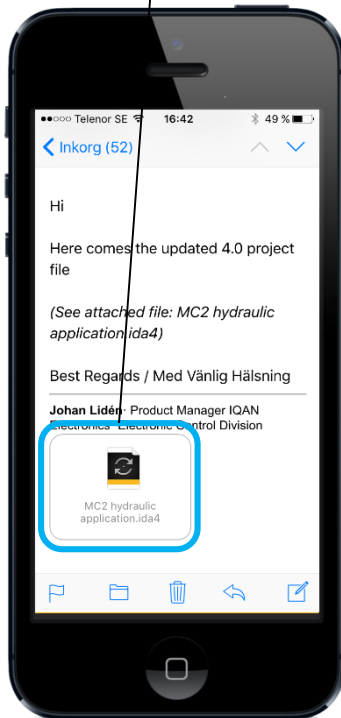 ●●○○○ Telenor SE 16:42 49 %
Inkorg (52)
Hi
Here comes the updated 4.0 project
file
(See attached file: MC2 hydraulic
application.ida4)
Best Regards / Med Vänlig Hälsning
Johan Lidén· Product Manager IQAN
Electronics· Electronic Control Division
MC2 hydraulic
application.ida4